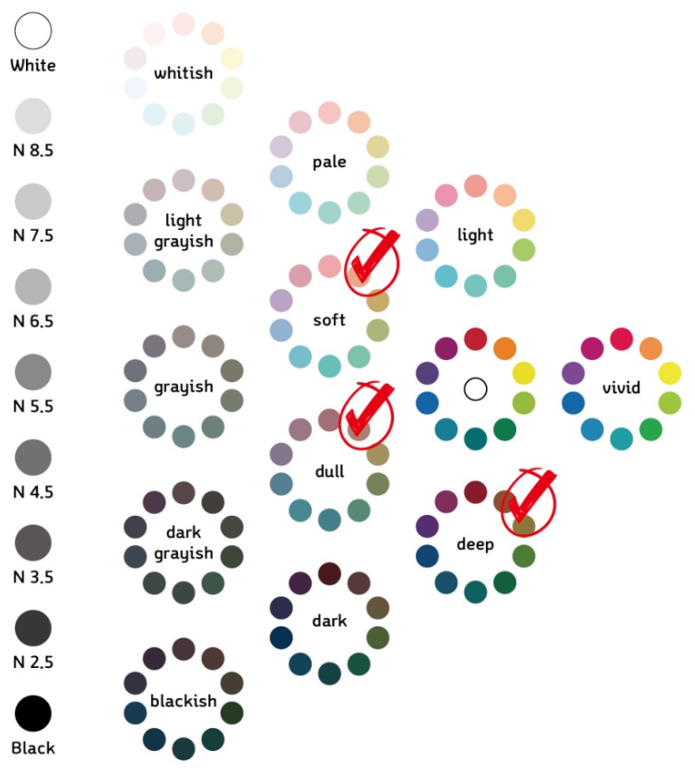 White
N 8.5
N 7.5
N 6.5
N 5.5
N 4.5
N 3.5
N 2.5
Black
whitish
light
grayish
grayish
dark
grayish
blackish
pale
soft
dull
dark
light
deep
vivid